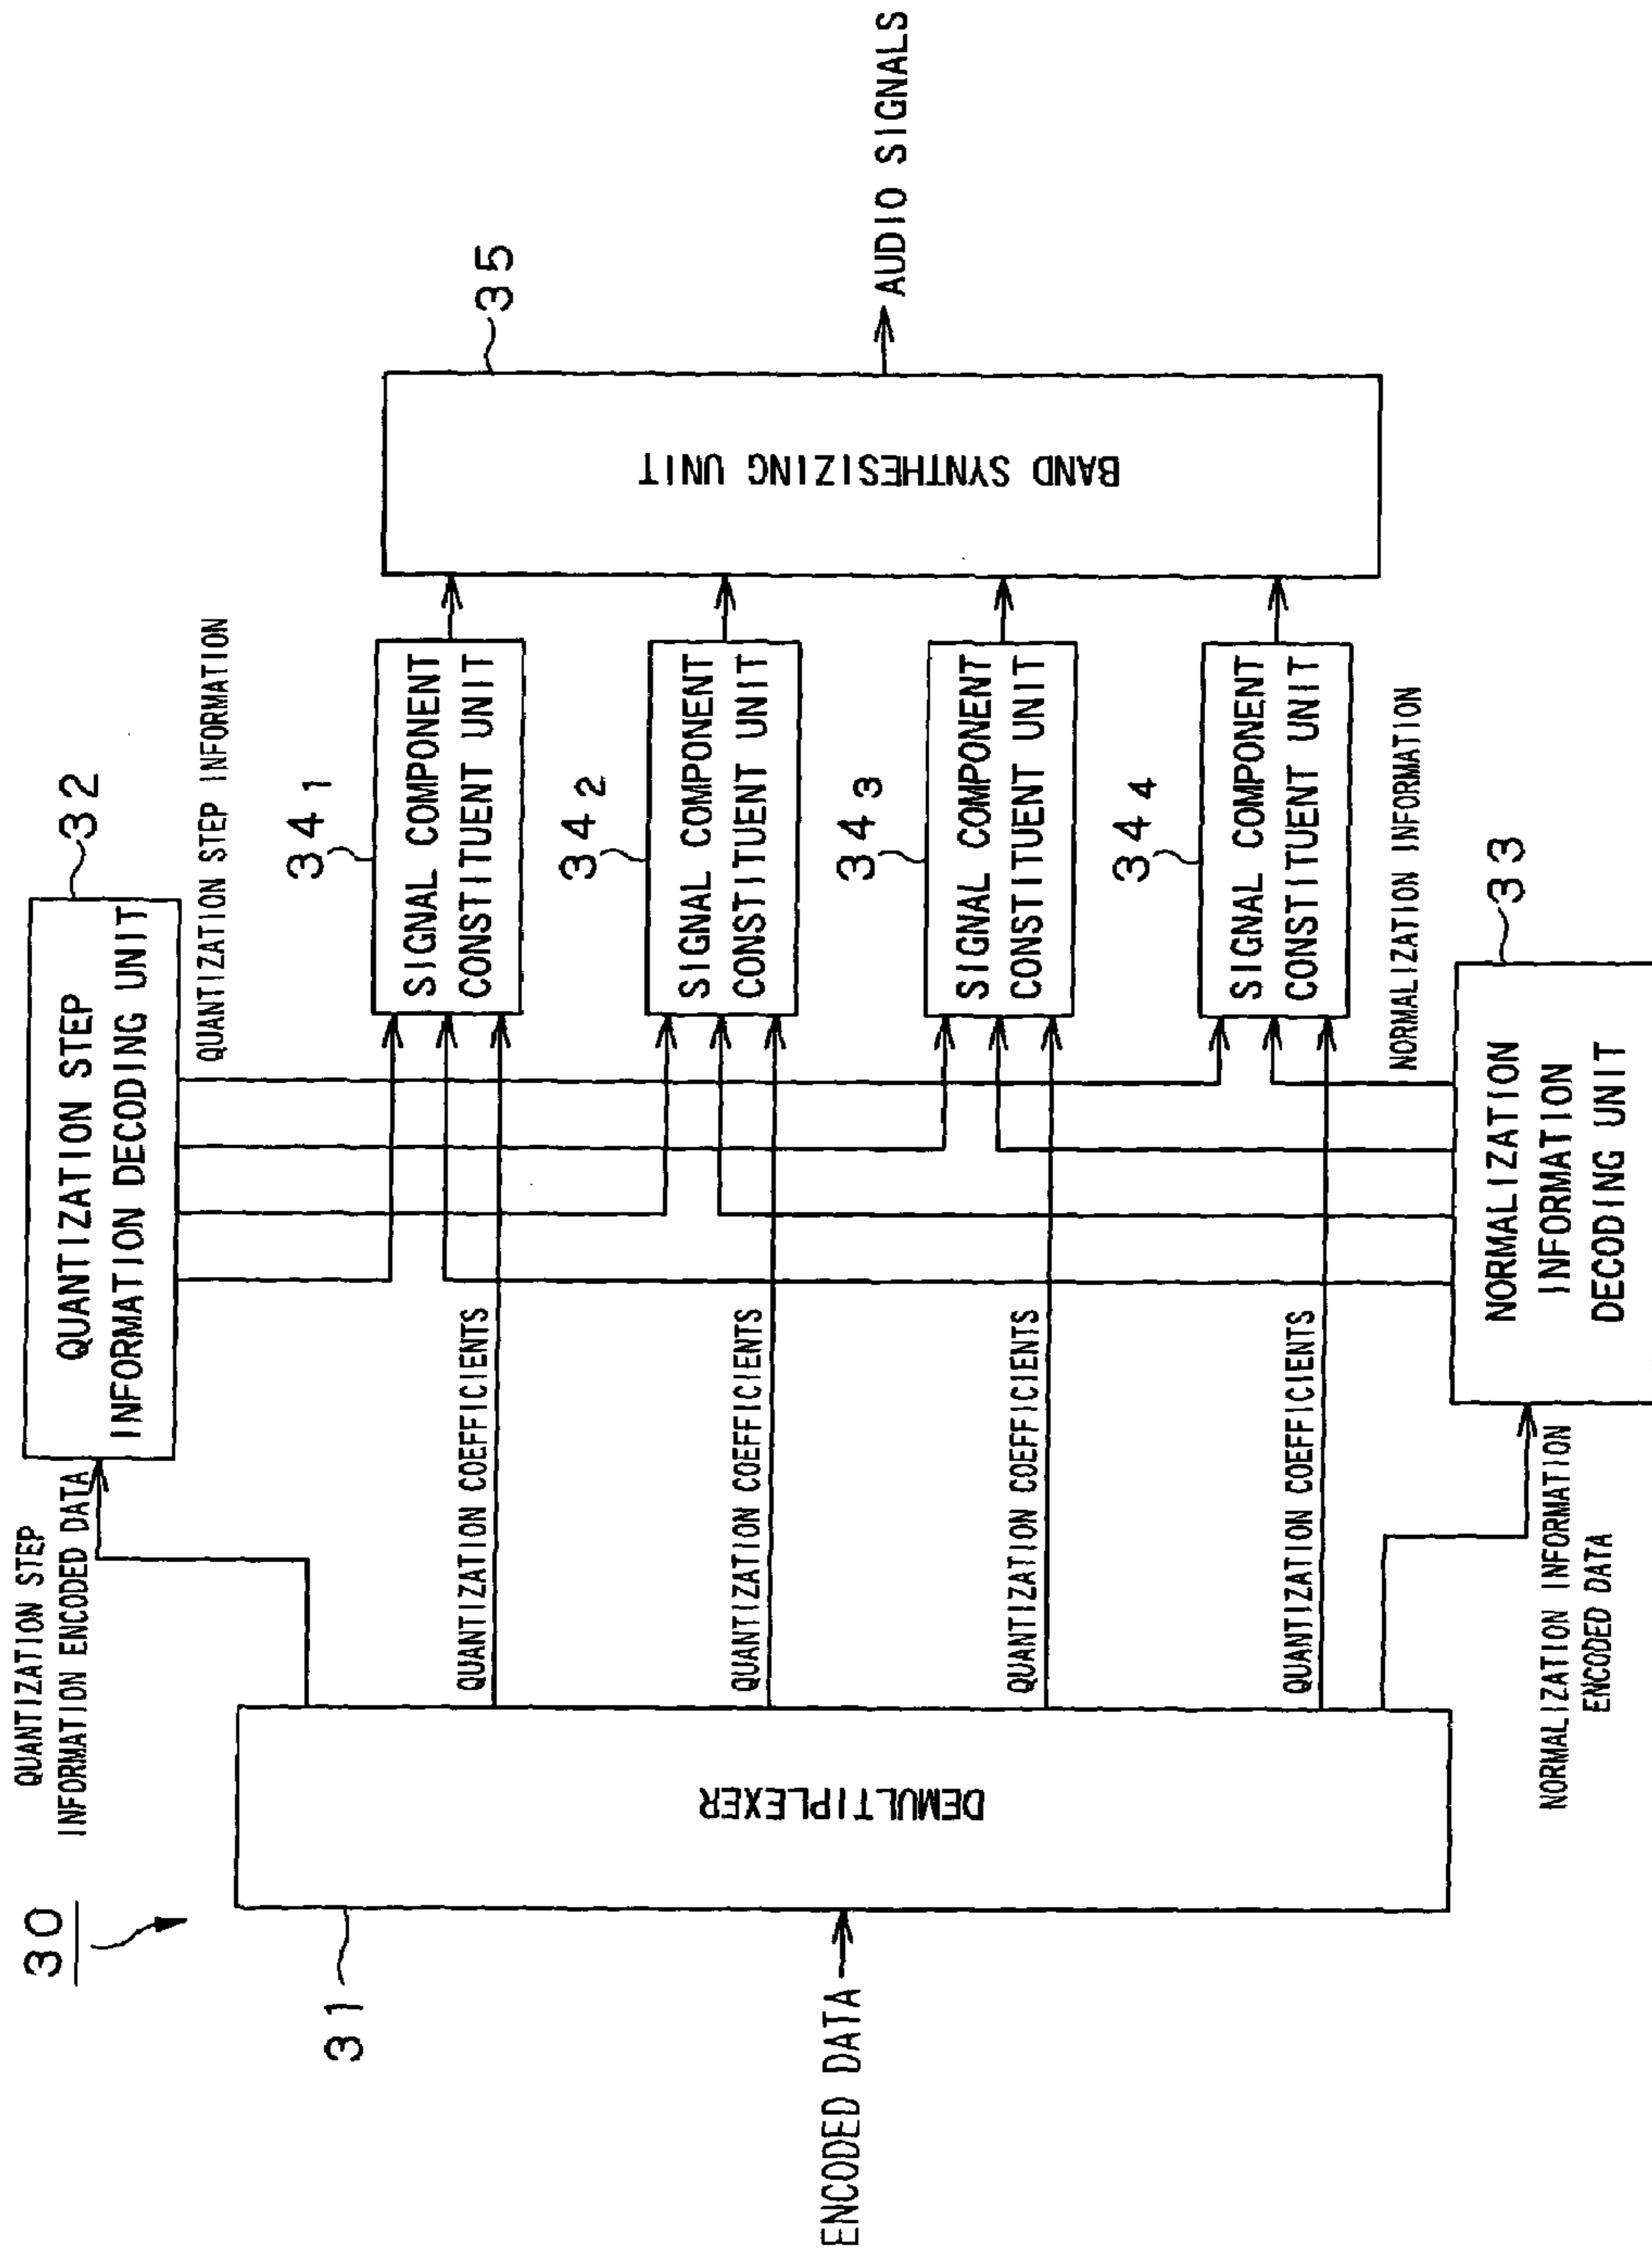 30
31
ENCODED DATA
DEMULTIPLEXER
QUANTIZATION STEP
INFORMATION ENCODED DATA
QUANTIZATION COEFFICIENTS
QUANTIZATION COEFFICIENTS
QUANTIZATION COEFFICIENTS
QUANTIZATION COEFFICIENTS
NORMALIZATION INFORMATION
ENCODED DATA
32
QUANTIZATION STEP
INFORMATION DECODING UNIT
QUANTIZATION STEP INFORMATION
33
NORMALIZATION
INFORMATION
DECODING UNIT
NORMALIZATION INFORMATION
34 1
SIGNAL COMPONENT
CONSTITUENT UNIT
34 2
SIGNAL COMPONENT
CONSTITUENT UNIT
34 3
SIGNAL COMPONENT
CONSTITUENT UNIT
34 4
SIGNAL COMPONENT
CONSTITUENT UNIT
35
BAND SYNTHESIZING UNIT
AUDIO SIGNALS